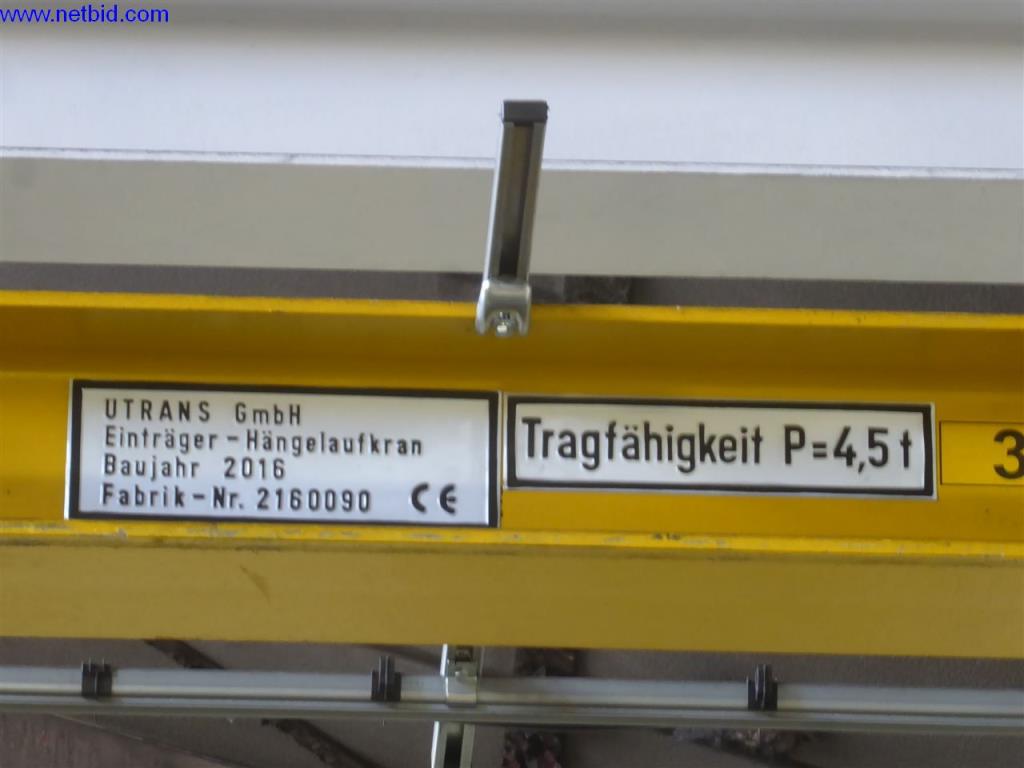 www.netbid.com
UTRANS GmbH
Einträger-Hängelaufkran
Baujahr 2016
Fabrik-Nr. 2160090 CE
Tragfähigkeit P=4,5 t
3